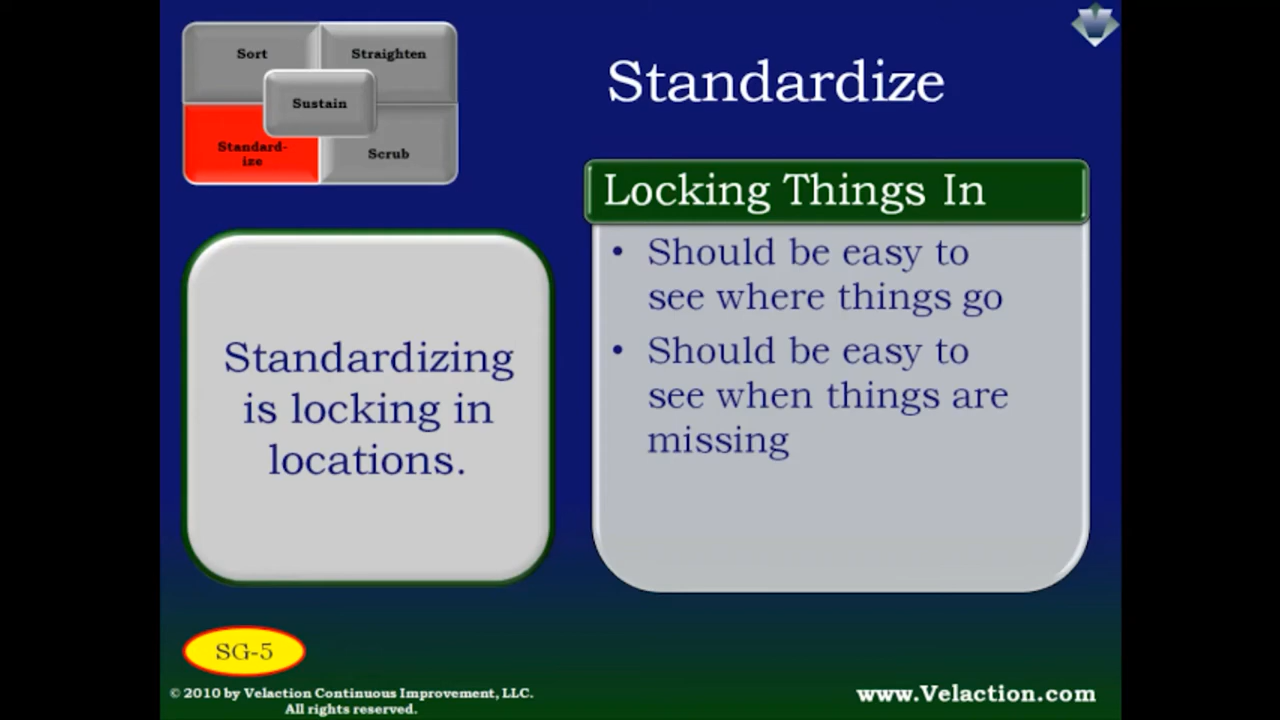 Sort
Straighten
Sustain
Standard-
ize
Scrub
Standardize
Standardizing
is locking in
locations.
Locking Things In
• Should be easy to
see where things go
• Should be easy to
see when things are
missing
SG-5
© 2010 by Velaction Continuous Improvement, LLC.
All rights reserved.
www.Velaction.com